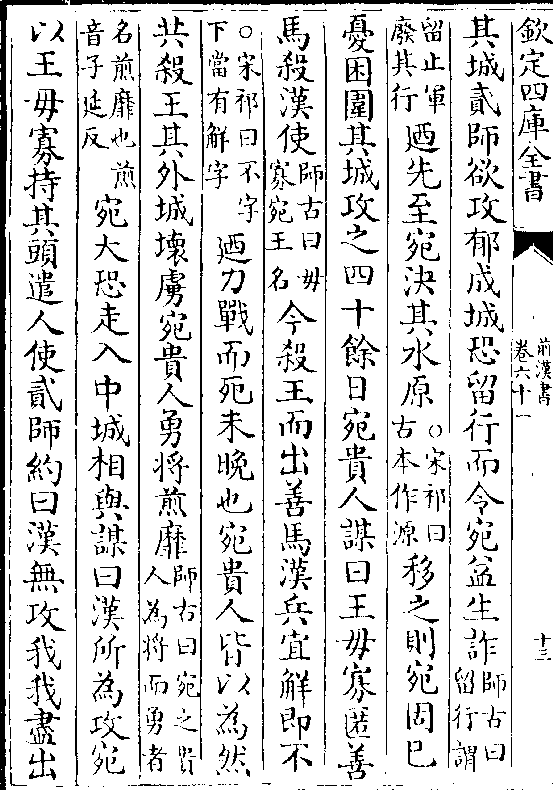 欽定四庫全書 前漢書卷六十一 十三
其城貳師欲攻郁成城恐留行而令宛益生詐師古曰留行謂
留止軍廢其行迺先至宛決其水原○宋祁曰古本作源移之則宛固已
憂困圍其城攻之四十餘日宛貴人謀曰王毋寡匿善
馬殺漢使師古曰毋寡宛王名今殺王而出善馬漢兵宜解即不
○宋祁曰不字下當有解字迺力戰而死未晚也宛貴人皆以為然
共殺王其外城壞虜宛貴人勇將煎靡師古曰宛之貴人為將而勇者
名煎靡也煎音子延反宛大恐走入中城相與謀曰漢所為攻宛
以王毋寡持其頭遣人使貳師約曰漢無攻我我盡出